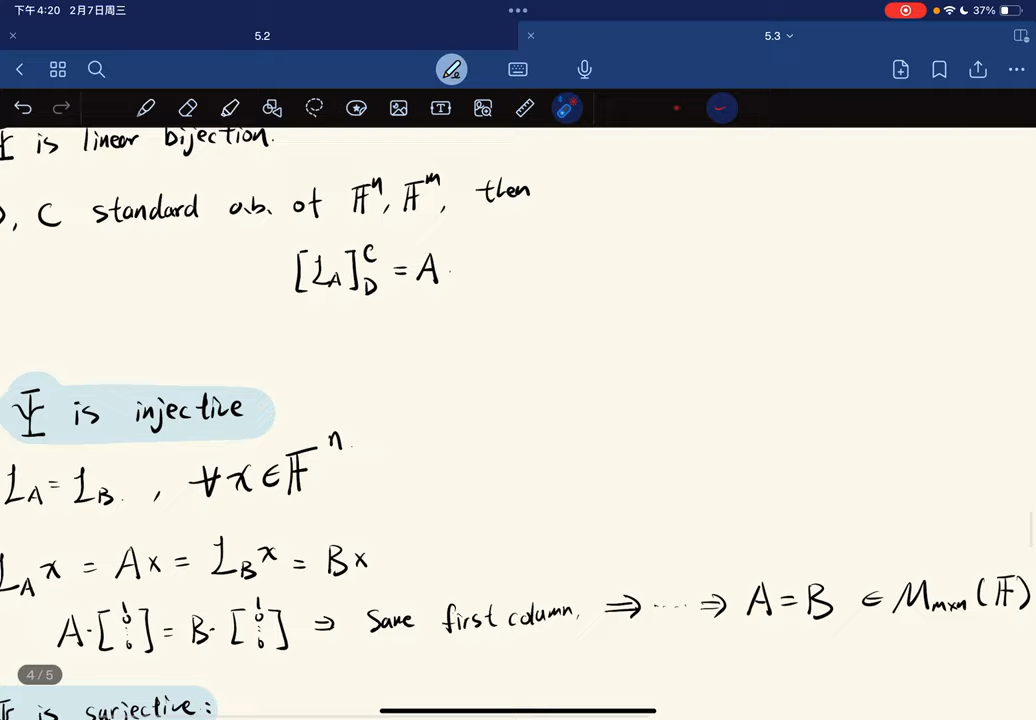 下午4:20 2月7日周三
37%
5.2
5.3
Ψ is linear bijection.
D, C standard o.b. of 𝔽ⁿ, 𝔽ᵐ, then
[L_A]_D^C = A.
Ψ is injective
L_A = L_B. , ∀x ∈ 𝔽ⁿ.
L_A x = Ax = L_B x = Bx
A·[1 0 ⋮ 0] = B·[1 0 ⋮ 0] ⇒ Same first column, ⇒ ···· ⇒ A = B ∈ M_{m×n}(𝔽)
4 / 5
Ψ is surjective: